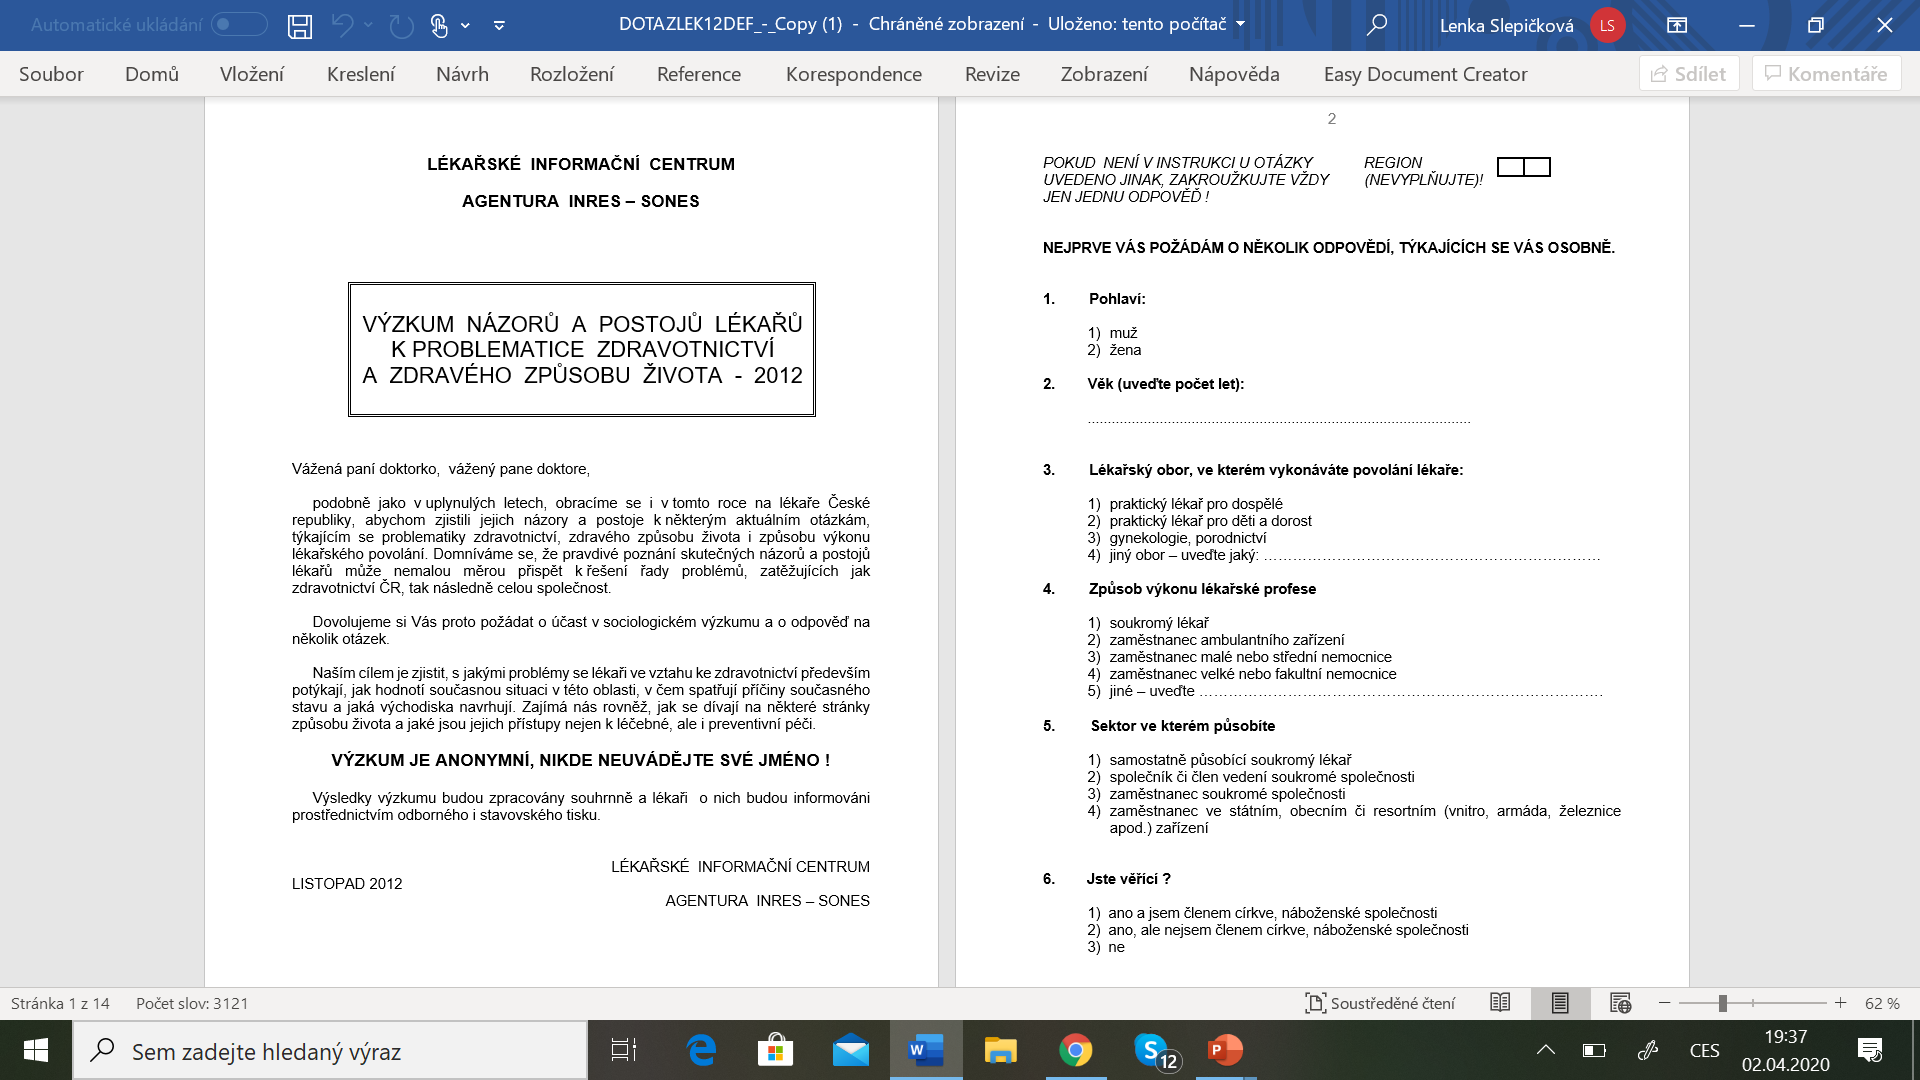 Automatické ukládání
DOTAZLEK12DEF_-_Copy (1) - Chráněné zobrazení - Uloženo: tento počítač
Lenka Slepičková
LS
Soubor Domů Vložení Kreslení Návrh Rozložení Reference Korespondence Revize Zobrazení Nápověda Easy Document Creator Sdílet Komentáře
LÉKAŘSKÉ INFORMAČNÍ CENTRUM
AGENTURA INRES – SONES
VÝZKUM NÁZORŮ A POSTOJŮ LÉKAŘŮ
K PROBLEMATICE ZDRAVOTNICTVÍ
A ZDRAVÉHO ZPŮSOBU ŽIVOTA - 2012
Vážená paní doktorko, vážený pane doktore,
podobně jako v uplynulých letech, obracíme se i v tomto roce na lékaře České
republiky, abychom zjistili jejich názory a postoje k některým aktuálním otázkám,
týkajícím se problematiky zdravotnictví, zdravého způsobu života i způsobu výkonu
lékařského povolání. Domníváme se, že pravdivé poznání skutečných názorů a postojů
lékařů může nemalou měrou přispět k řešení řady problémů, zatěžujících jak
zdravotnictví ČR, tak následně celou společnost.
Dovolujeme si Vás proto požádat o účast v sociologickém výzkumu a o odpověď na
několik otázek.
Naším cílem je zjistit, s jakými problémy se lékaři ve vztahu ke zdravotnictví především
potýkají, jak hodnotí současnou situaci v této oblasti, v čem spatřují příčiny současného
stavu a jaká východiska navrhují. Zajímá nás rovněž, jak se dívají na některé stránky
způsobu života a jaké jsou jejich přístupy nejen k léčebné, ale i preventivní péči.
VÝZKUM JE ANONYMNÍ, NIKDE NEUVÁDĚJTE SVÉ JMÉNO !
Výsledky výzkumu budou zpracovány souhrnně a lékaři o nich budou informováni
prostřednictvím odborného i stavovského tisku.
LÉKAŘSKÉ INFORMAČNÍ CENTRUM
LISTOPAD 2012
AGENTURA INRES – SONES
2
POKUD NENÍ V INSTRUKCI U OTÁZKY
UVEDENO JINAK, ZAKROUŽKUJTE VŽDY
JEN JEDNU ODPOVĚĎ !
REGION
(NEVYPLŇUJTE)!
NEJPRVE VÁS POŽÁDÁM O NĚKOLIK ODPOVĚDÍ, TÝKAJÍCÍCH SE VÁS OSOBNĚ.
1. Pohlaví:
1) muž
2) žena
2. Věk (uveďte počet let):
................................................................................................
3. Lékařský obor, ve kterém vykonáváte povolání lékaře:
1) praktický lékař pro dospělé
2) praktický lékař pro děti a dorost
3) gynekologie, porodnictví
4) jiný obor – uveďte jaký: ……………………………………………………………
4. Způsob výkonu lékařské profese
1) soukromý lékař
2) zaměstnanec ambulantního zařízení
3) zaměstnanec malé nebo střední nemocnice
4) zaměstnanec velké nebo fakultní nemocnice
5) jiné – uveďte ……………………………………………………………………….
5. Sektor ve kterém působíte
1) samostatně působící soukromý lékař
2) společník či člen vedení soukromé společnosti
3) zaměstnanec soukromé společnosti
4) zaměstnanec ve státním, obecním či resortním (vnitro, armáda, železnice
apod.) zařízení
6. Jste věřící ?
1) ano a jsem členem církve, náboženské společnosti
2) ano, ale nejsem členem církve, náboženské společnosti
3) ne
Stránka 1 z 14 Počet slov: 3121
Soustředěné čtení
62 %
Sem zadejte hledaný výraz
12
CES
19:37
02.04.2020